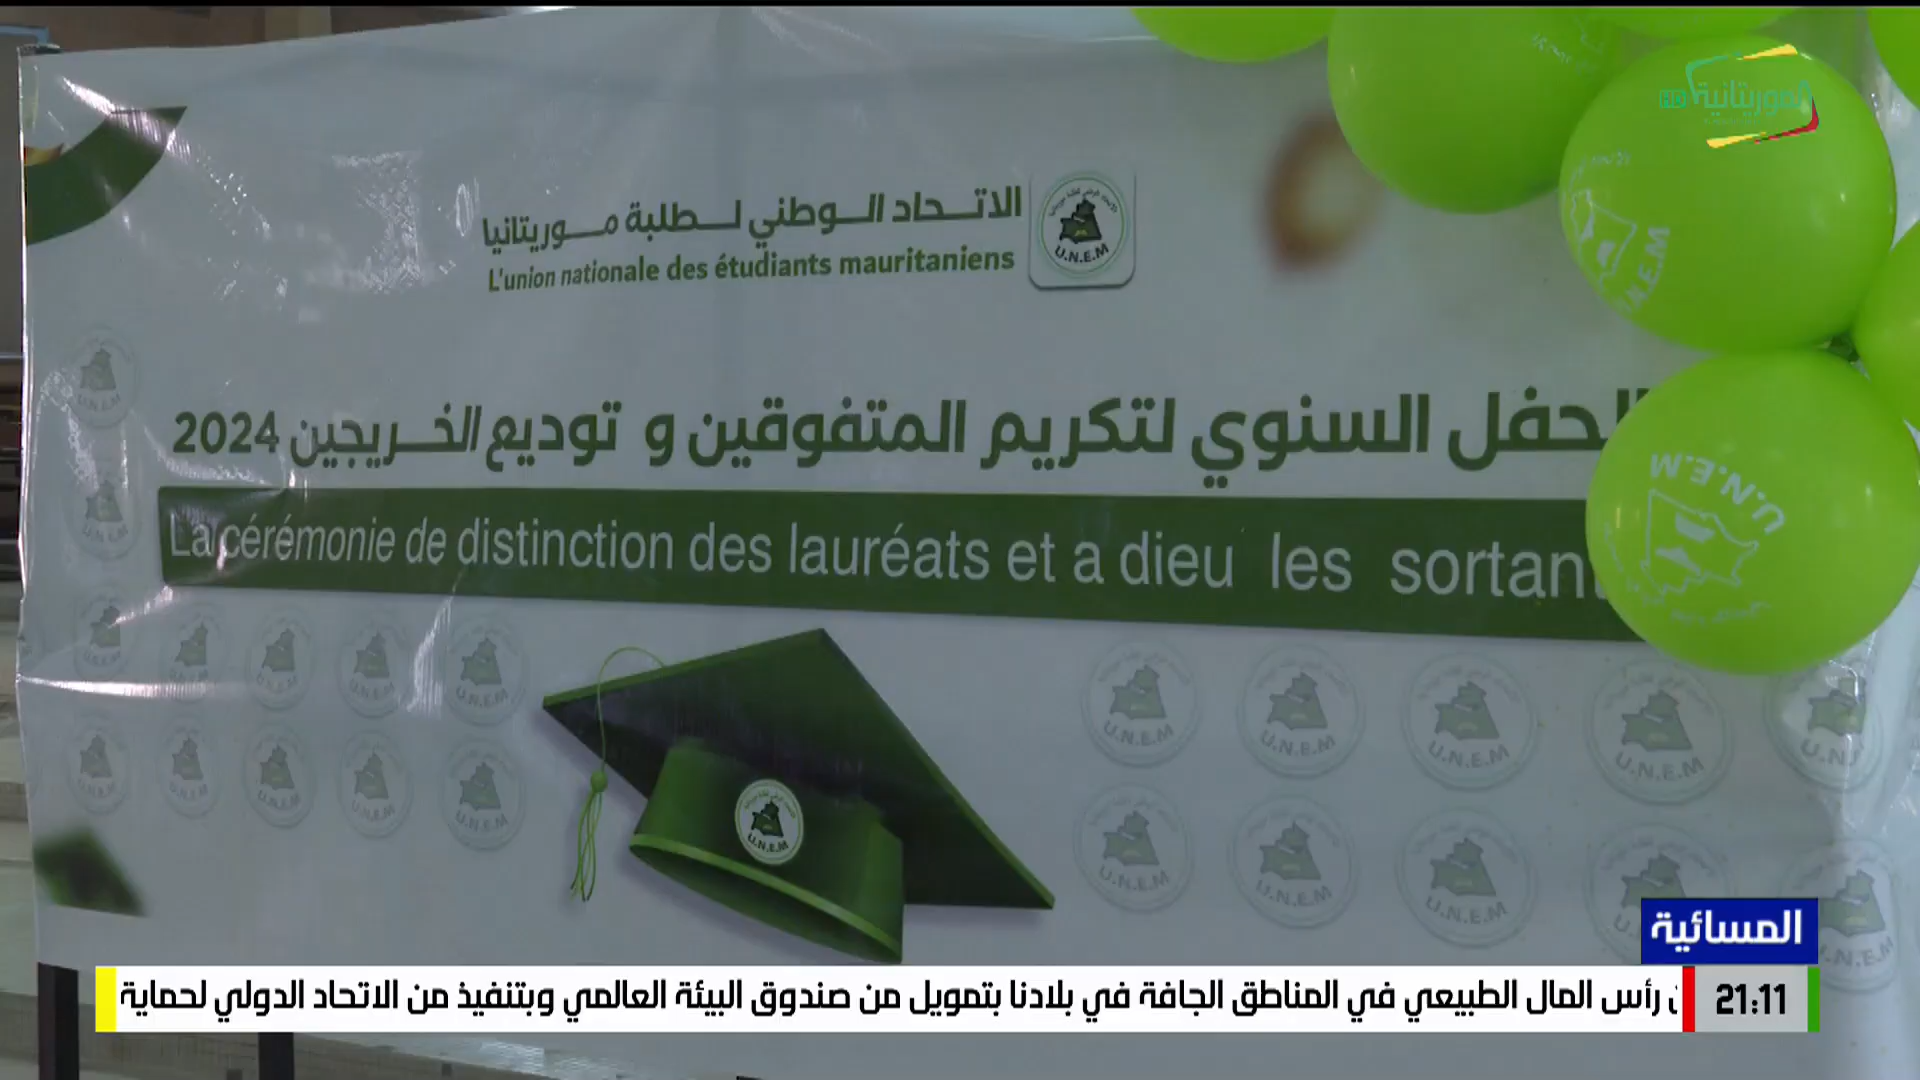 الموريتانية
HD
الاتحاد الوطني لطلبة موريتانيا
L'union nationale des étudiants mauritaniens
U.N.E.M
الحفل السنوي لتكريم المتفوقين و توديع الخريجين 2024
La cérémonie de distinction des lauréats et a dieu les sortan
U.N.E.M
U.N.E.M
U.N.E.M
المسائية
رأس المال الطبيعي في المناطق الجافة في بلادنا بتمويل من صندوق البيئة العالمي وبتنفيذ من الاتحاد الدولي لحماية
21:11